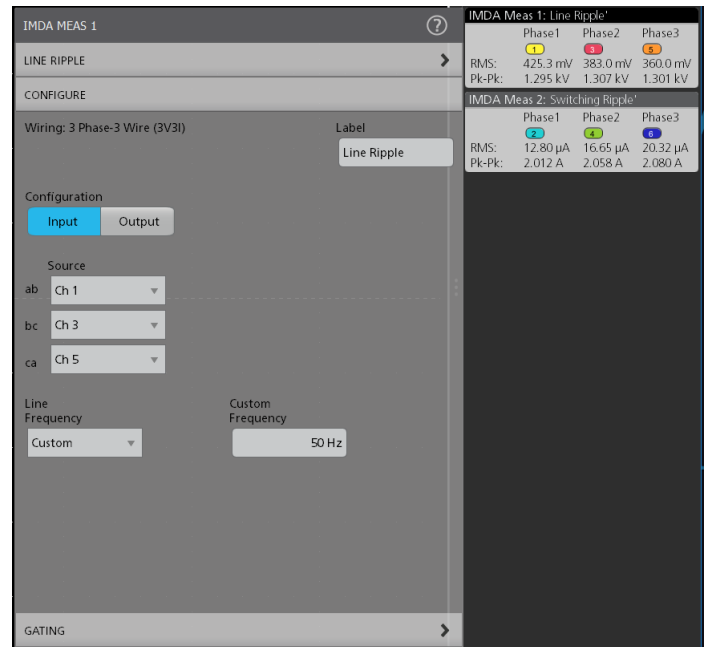 IMDA MEAS 1 ?
LINE RIPPLE
CONFIGURE
Wiring: 3 Phase-3 Wire (3V3I)
Label
Line Ripple
Configuration
Input Output
Source
ab Ch 1
bc Ch 3
ca Ch 5
Line
Frequency
Custom
Custom
Frequency
50 Hz
GATING
IMDA Meas 1: Line Ripple'
Phase1 Phase2 Phase3
1 3 5
RMS: 425.3 mV 383.0 mV 360.0 mV
Pk-Pk: 1.295 kV 1.307 kV 1.301 kV
IMDA Meas 2: Switching Ripple'
Phase1 Phase2 Phase3
2 4 6
RMS: 12.80 µA 16.65 µA 20.32 µA
Pk-Pk: 2.012 A 2.058 A 2.080 A